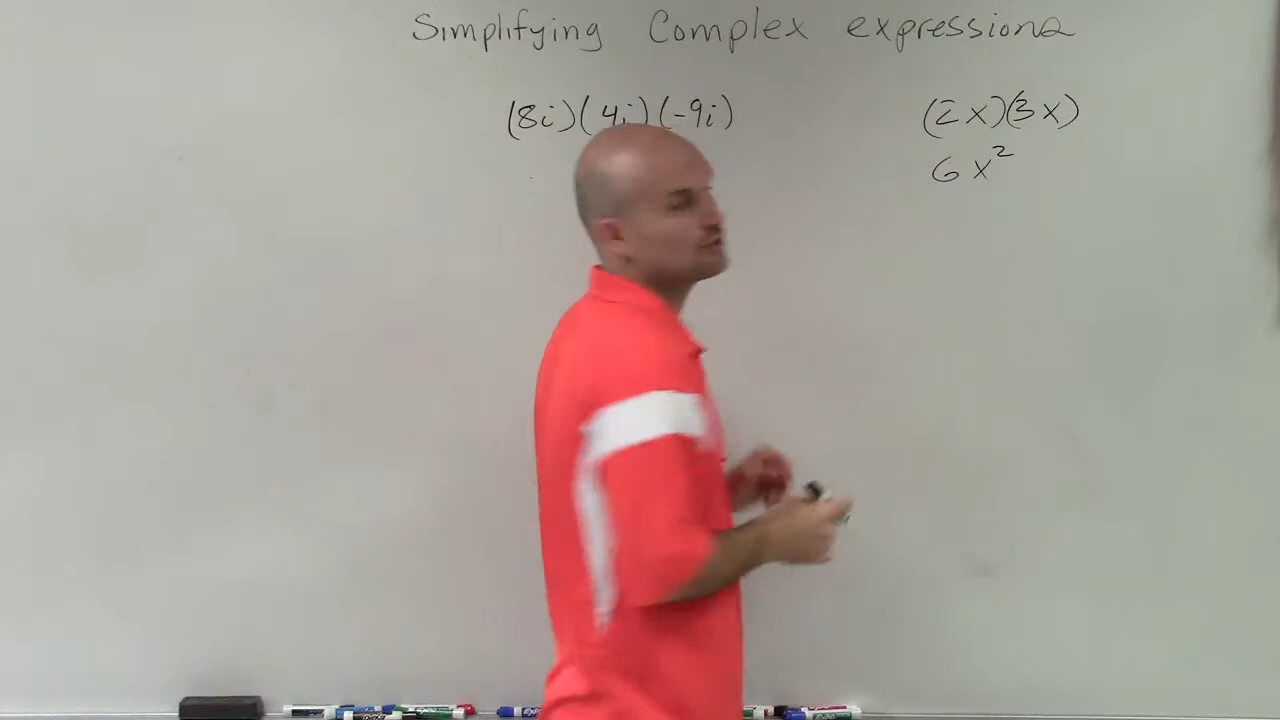 Simplifying Complex expressions
(8i)(4i)(-9i)
(2x)(3x)
6x²